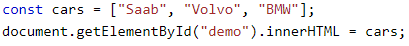 const cars = ["Saab", "Volvo", "BMW"];
document.getElementById("demo").innerHTML = cars;